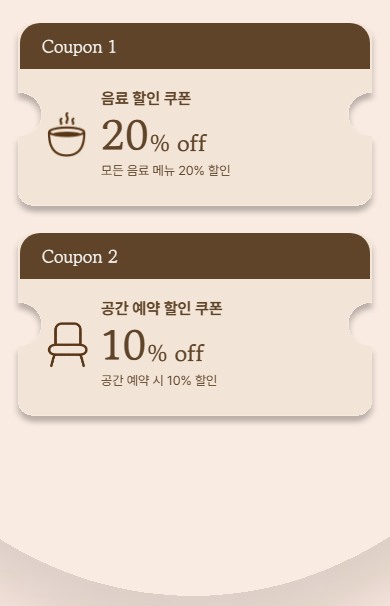 Coupon 1
음료 할인 쿠폰
20% off
모든 음료 메뉴 20% 할인
Coupon 2
공간 예약 할인 쿠폰
10% off
공간 예약 시 10% 할인